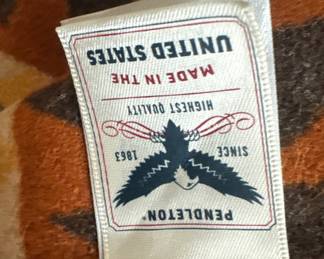 PENDLETON®
SINCE 1863
HIGHEST QUALITY
MADE IN THE
UNITED STATES